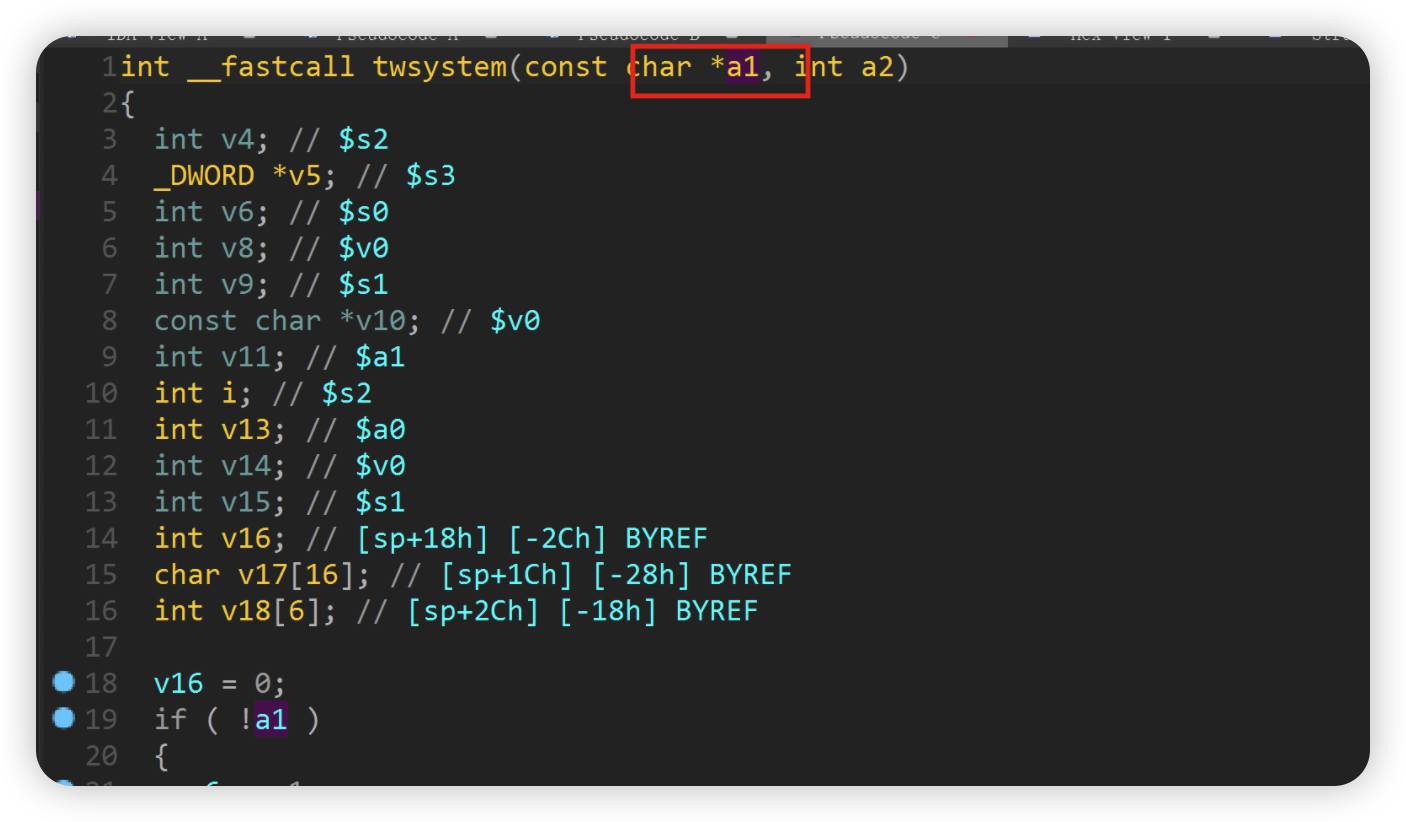 1 int __fastcall twsystem(const char *a1, int a2)
2 {
3 int v4; // $s2
4 _DWORD *v5; // $s3
5 int v6; // $s0
6 int v8; // $v0
7 int v9; // $s1
8 const char *v10; // $v0
9 int v11; // $a1
10 int i; // $s2
11 int v13; // $a0
12 int v14; // $v0
13 int v15; // $s1
14 int v16; // [sp+18h] [-2Ch] BYREF
15 char v17[16]; // [sp+1Ch] [-28h] BYREF
16 int v18[6]; // [sp+2Ch] [-18h] BYREF
17
18 v16 = 0;
19 if ( !a1 )
20 {